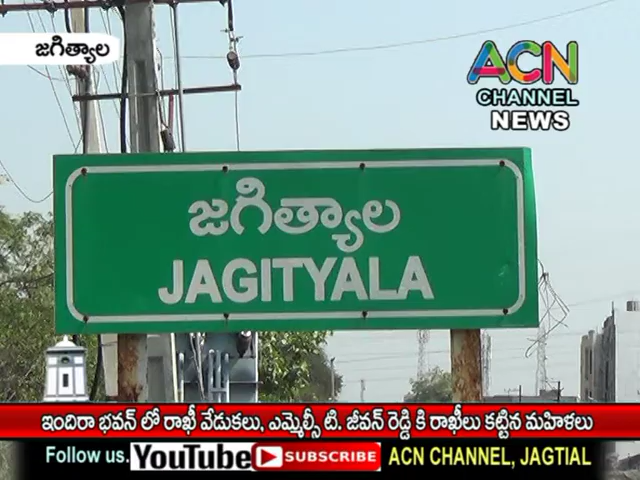 జగిత్యాల
ACN
CHANNEL
NEWS
జగిత్యాల
JAGITYALA
ఇందిరా భవన్ లో రాఖీ వేడుకలు, ఎమ్మెల్సీ టి. జీవన్ రెడ్డి కి రాఖీలు కట్టిన మహిళలు
Follow us. YouTube SUBSCRIBE ACN CHANNEL, JAGTIAL